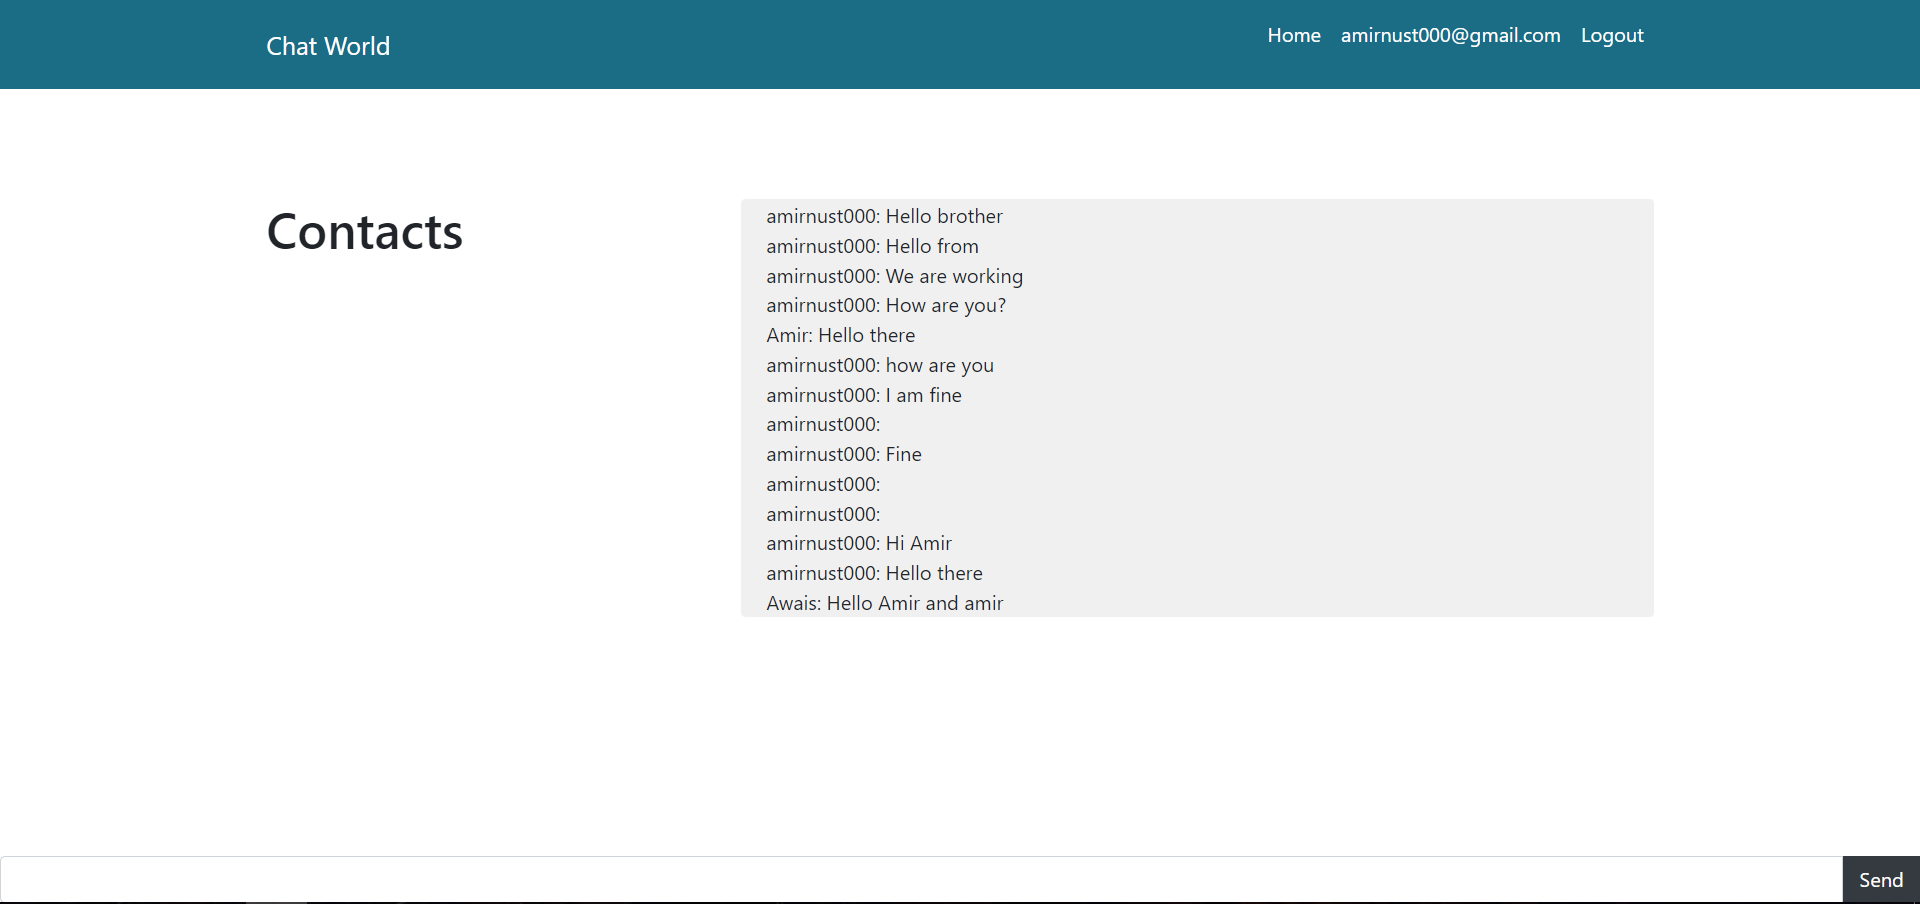 Chat World
Home amirnust000@gmail.com Logout
Contacts
amirnust000: Hello brother
amirnust000: Hello from
amirnust000: We are working
amirnust000: How are you?
Amir: Hello there
amirnust000: how are you
amirnust000: I am fine
amirnust000:
amirnust000: Fine
amirnust000:
amirnust000:
amirnust000: Hi Amir
amirnust000: Hello there
Awais: Hello Amir and amir
Send